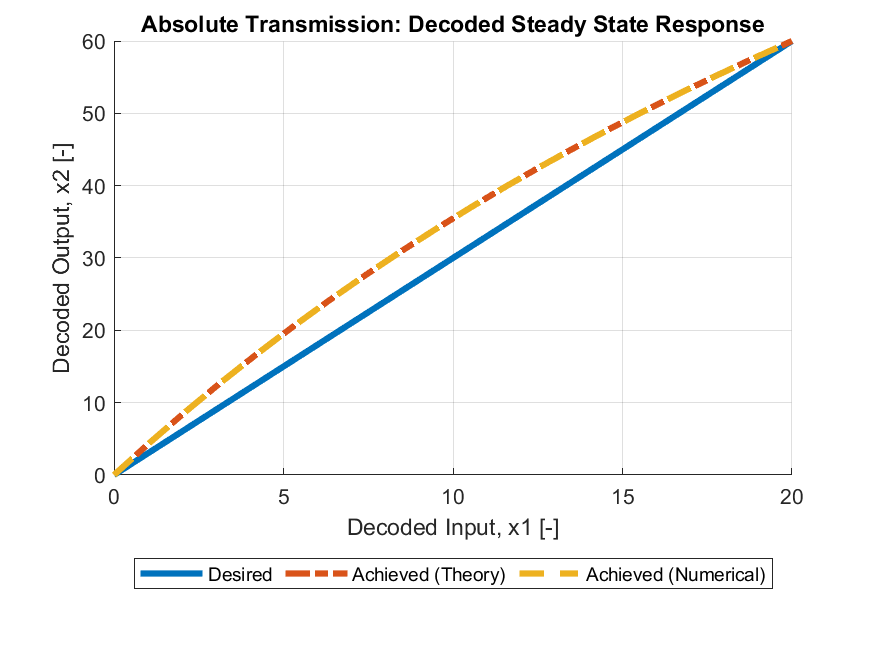 Absolute Transmission: Decoded Steady State Response
60
50
40
30
20
10
0
Decoded Output, x2 [-]
0 5 10 15 20
Decoded Input, x1 [-]
Desired Achieved (Theory) Achieved (Numerical)